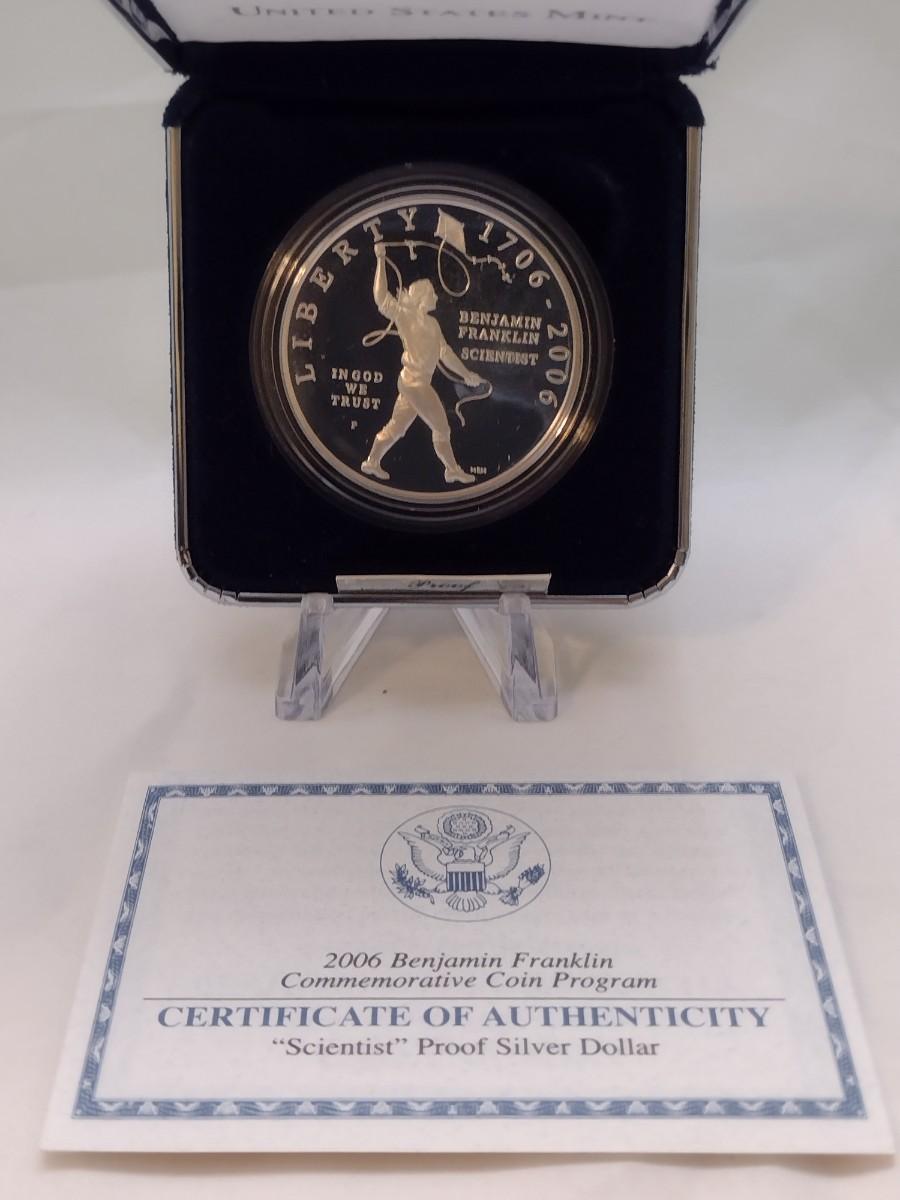 UNITED STATES MINT
LIBERTY 1706-2006
BENJAMIN
FRANKLIN
SCIENTIST
IN GOD
WE
TRUST
P
Proof
2006 Benjamin Franklin
Commemorative Coin Program
CERTIFICATE OF AUTHENTICITY
“Scientist” Proof Silver Dollar